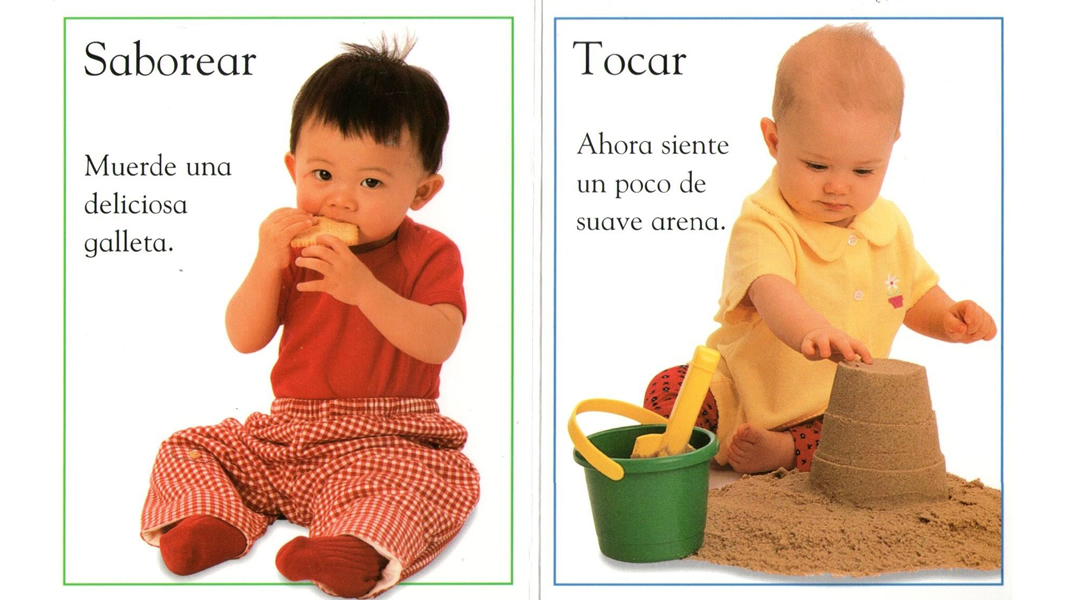 Saborear
Muerde una
deliciosa
galleta.
Tocar
Ahora siente
un poco de
suave arena.